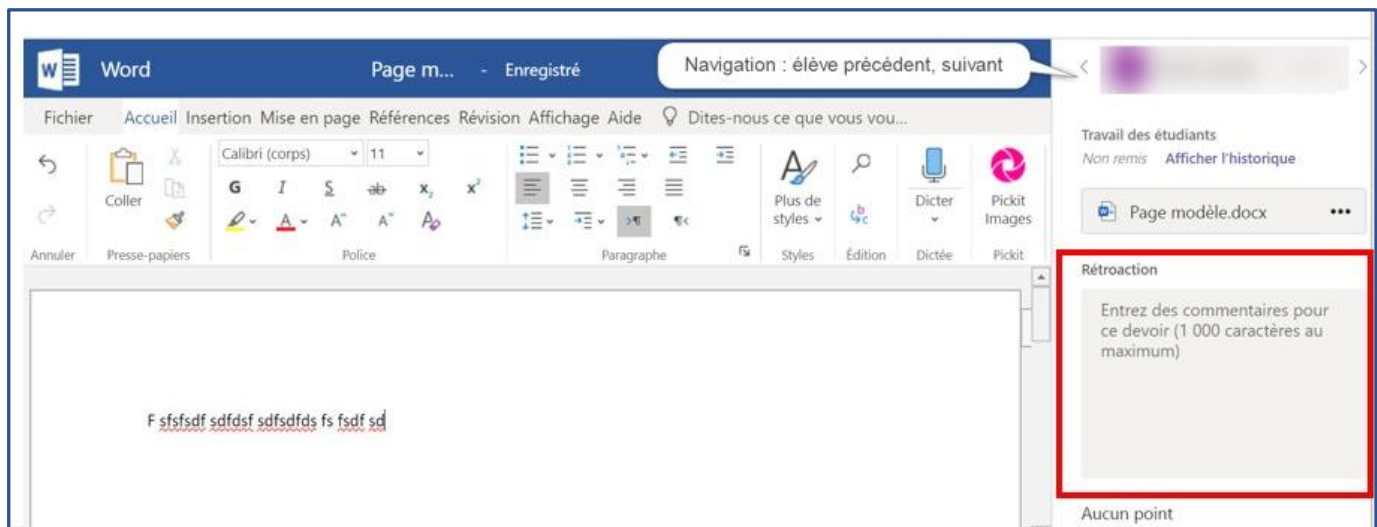 Word
Page m... - Enregistré
Navigation : élève précédent, suivant
Fichier Accueil Insertion Mise en page Références Révision Affichage Aide Dites-nous ce que vous vou...
Calibri (corps) 11
Coller
G I S ab x₂ x²
A A^ Aˇ A
Plus de
styles
Dicter
Pickit
Images
Annuler Presse-papiers Police Paragraphe Styles Édition Dictée Pickit
F sfsfsdf sdfdsf sdfsdfds fs fsdf sd
Travail des étudiants
Non remis Afficher l'historique
Page modèle.docx
Rétroaction
Entrez des commentaires pour
ce devoir (1 000 caractères au
maximum)
Aucun point